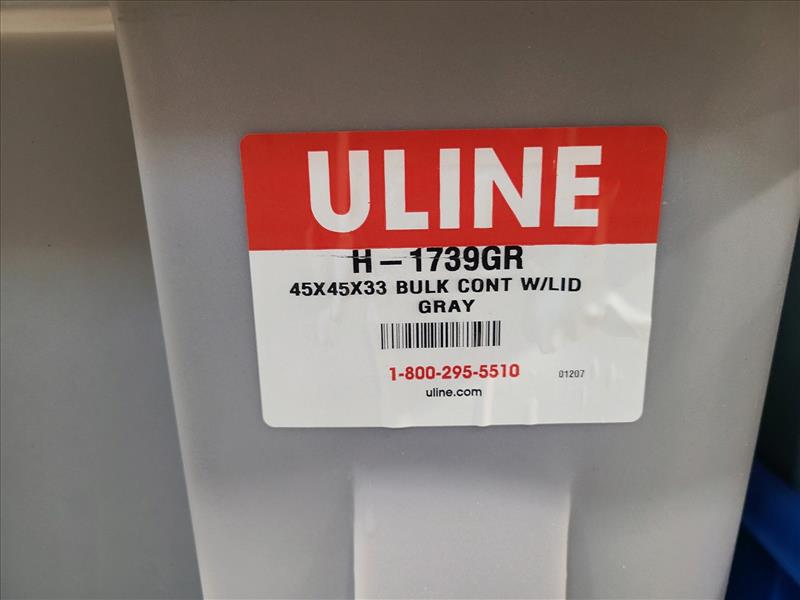 ULINE
H-1739GR
45X45X33 BULK CONT W/LID
GRAY
1-800-295-5510 01207
uline.com